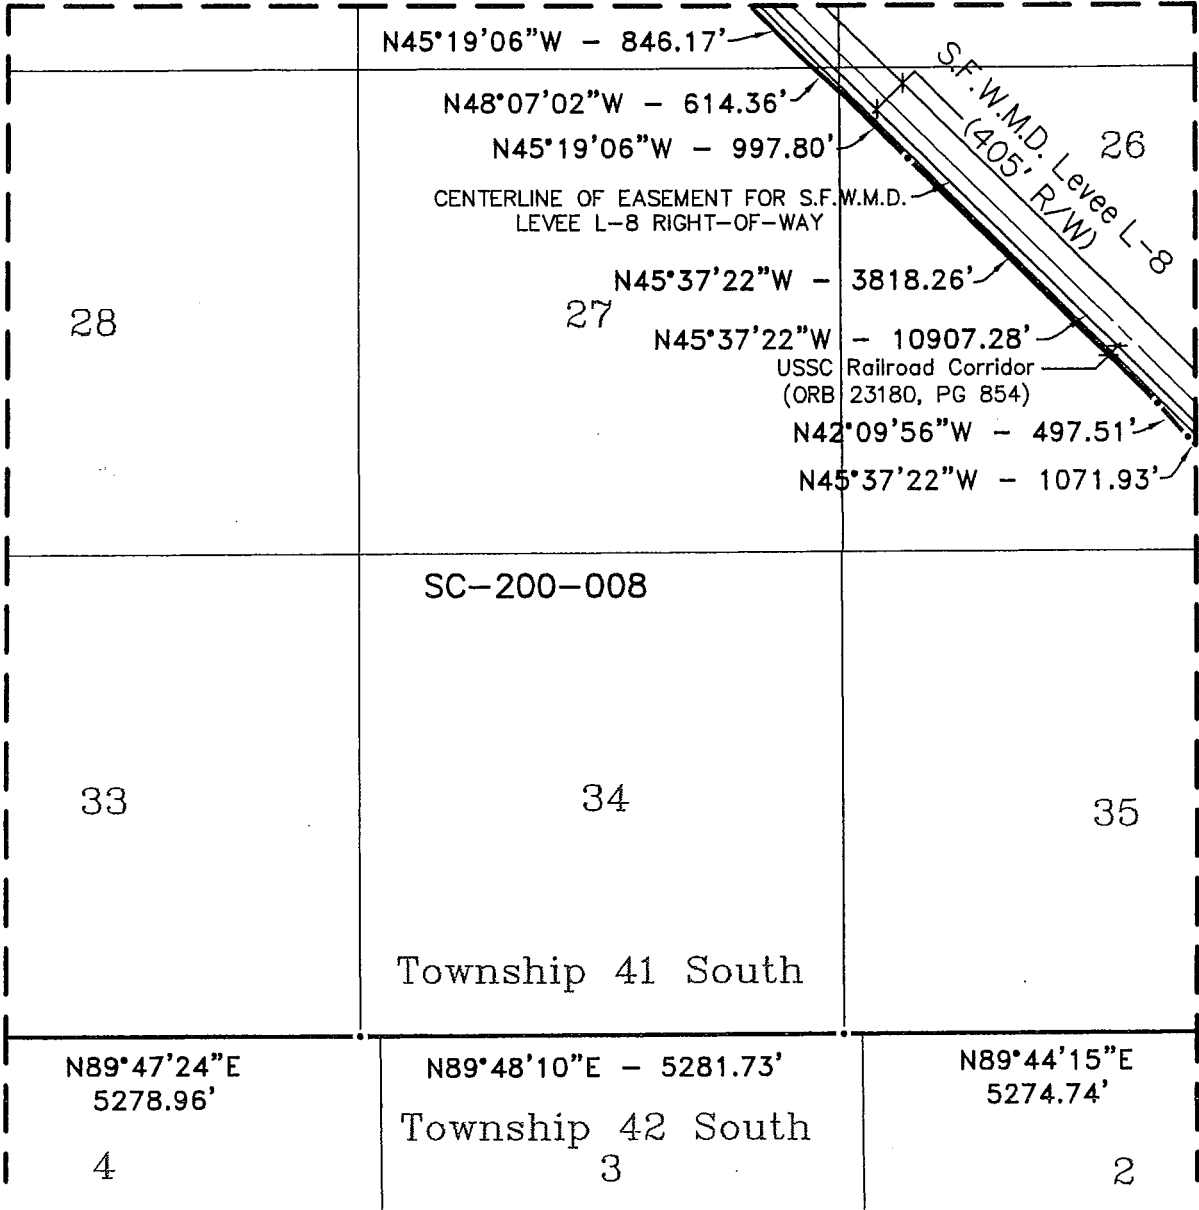 N45°19'06"W - 846.17'
N48°07'02"W - 614.36'
N45°19'06"W - 997.80'
S.F.W.M.D. Levee L-8
(405' R/W)
26
CENTERLINE OF EASEMENT FOR S.F.W.M.D.
LEVEE L-8 RIGHT-OF-WAY
N45°37'22"W - 3818.26'
28
27
N45°37'22"W - 10907.28'
USSC Railroad Corridor
(ORB 23180, PG 854)
N42°09'56"W - 497.51'
N45°37'22"W - 1071.93'
SC-200-008
33
34
35
Township 41 South
N89°47'24"E
5278.96'
N89°48'10"E - 5281.73'
N89°44'15"E
5274.74'
Township 42 South
4
3
2